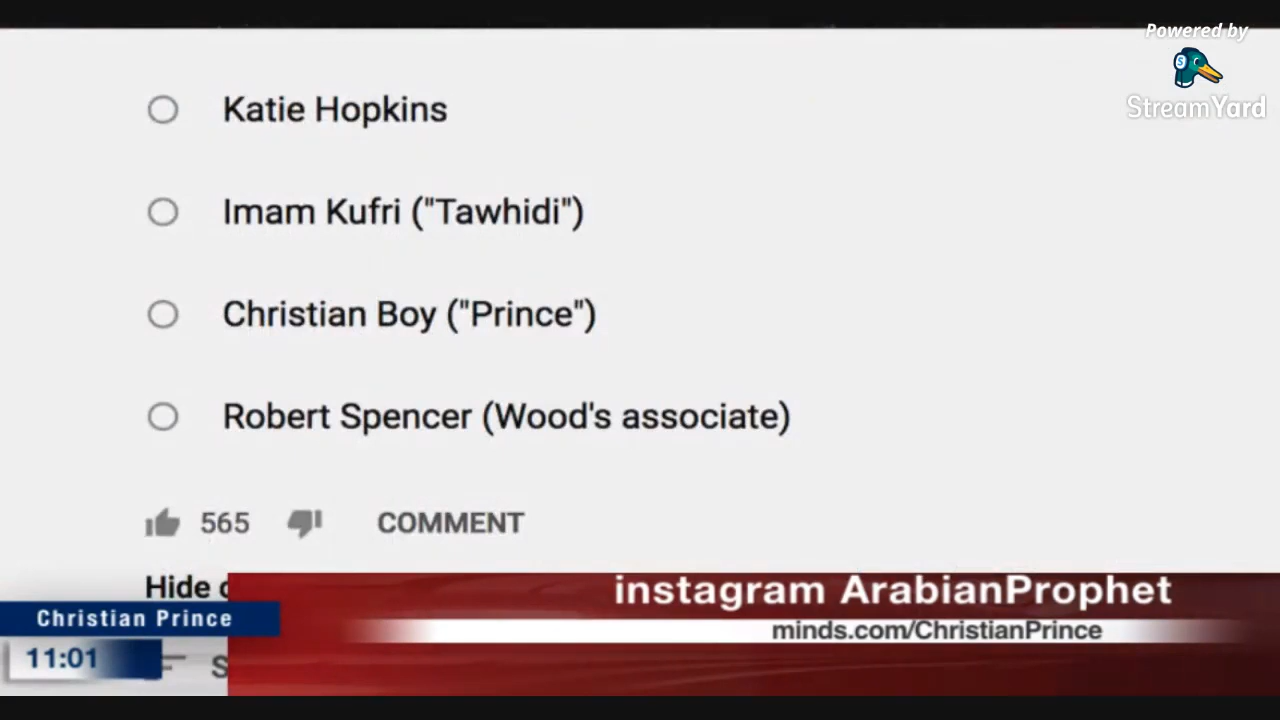 Powered by
StreamYard
Katie Hopkins
Imam Kufri ("Tawhidi")
Christian Boy ("Prince")
Robert Spencer (Wood's associate)
565 COMMENT
Hide
instagram ArabianProphet
Christian Prince
minds.com/ChristianPrince
11:01
S